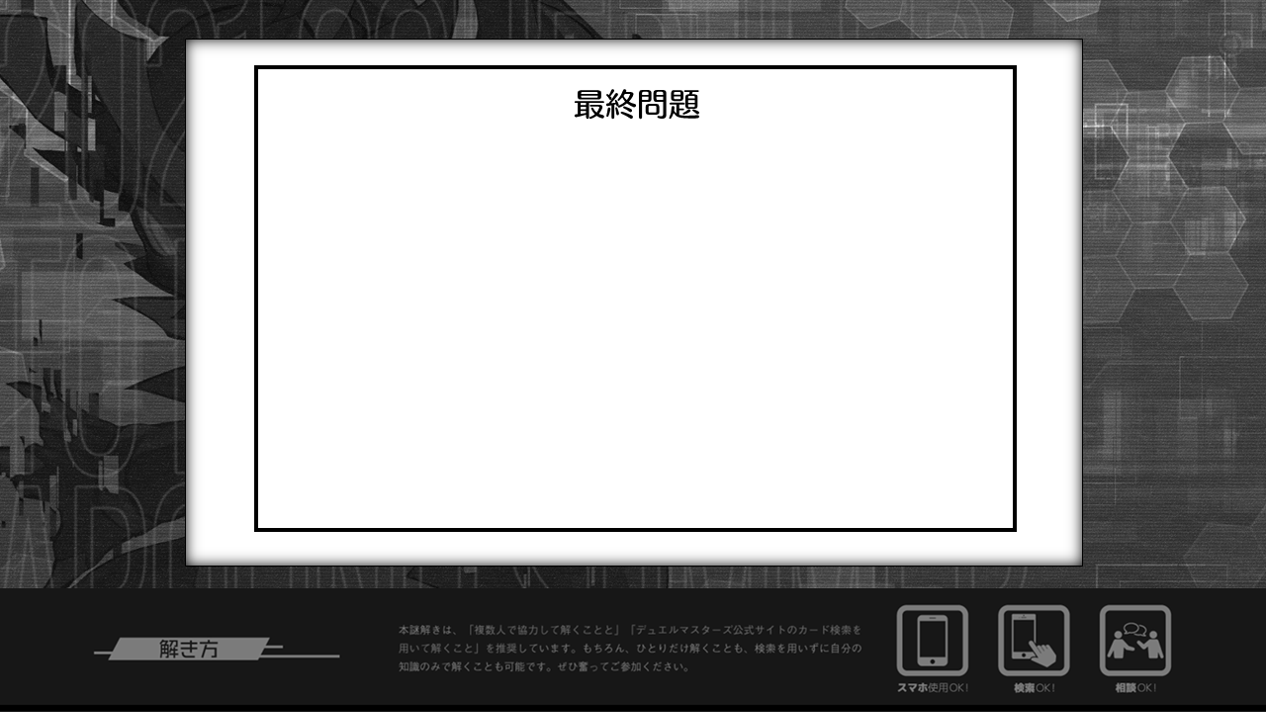 最終問題
解き方
本謎解きは、「複数人で協力して解くことと」「デュエルマスターズ公式サイトのカード検索を
用いて解くこと」を推奨しています。もちろん、ひとりだけ解くことも、検索を用いずに自分の
知識のみで解くことも可能です。ぜひ奮ってご参加ください。
スマホ使用OK!
検索OK!
相談OK!